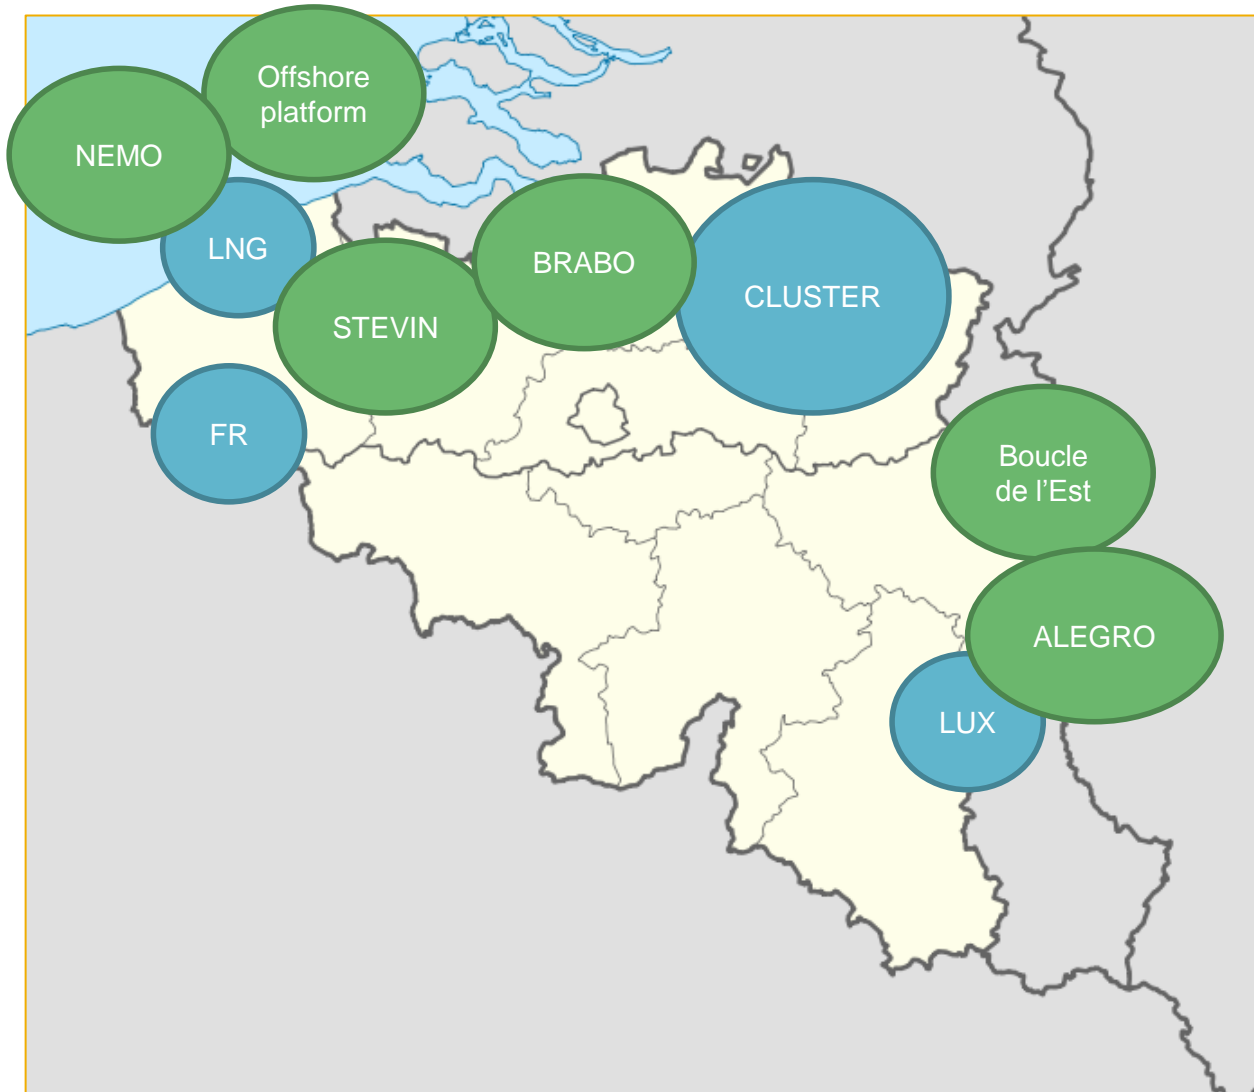 Offshore
platform
NEMO
LNG
BRABO
CLUSTER
STEVIN
FR
Boucle
de l’Est
ALEGRO
LUX